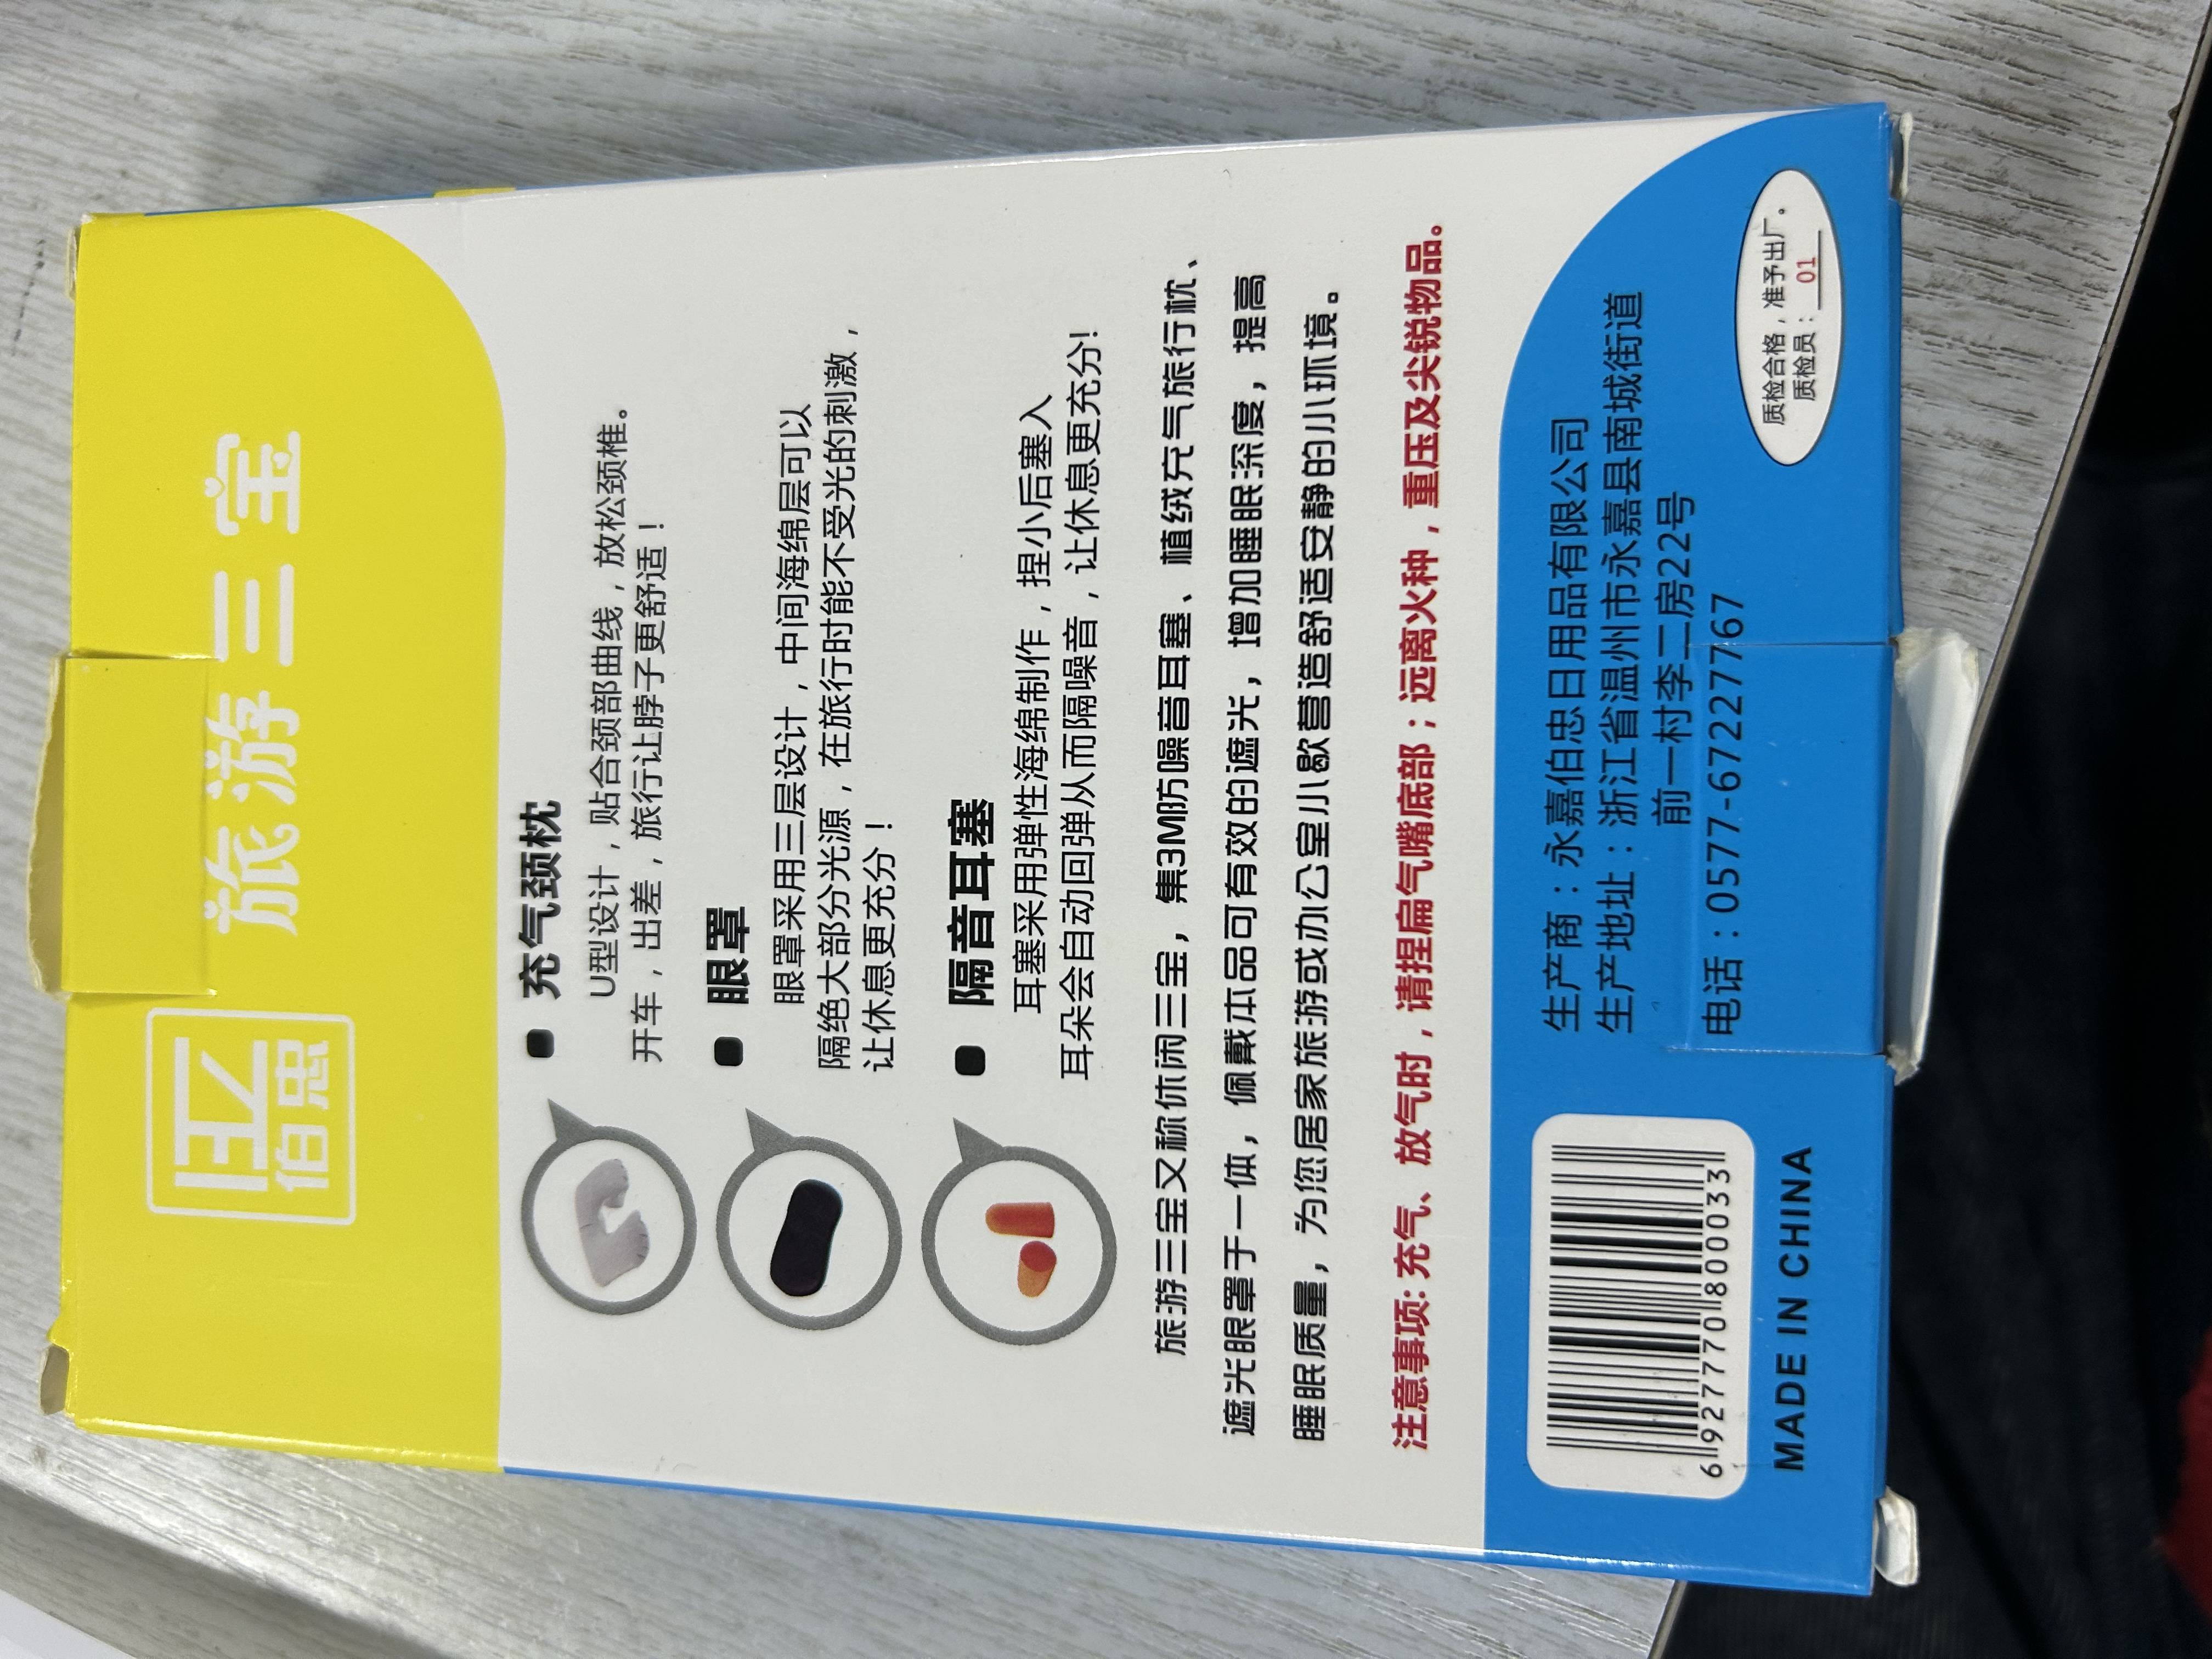 伯忠
旅游三宝
充气颈枕
U型设计，贴合颈部曲线，放松颈椎。
开车，出差，旅行让脖子更舒适！
眼罩
眼罩采用三层设计，中间海绵层可以
隔绝大部分光源，在旅行时能不受光的刺激，
让休息更充分！
隔音耳塞
耳塞采用弹性海绵制作，捏小后塞入
耳朵会自动回弹从而隔噪音，让休息更充分!
旅游三宝又称休闲三宝，集3M防噪音耳塞、植绒充气旅行枕、
遮光眼罩于一体，佩戴本品可有效的遮光，增加睡眠深度，提高
睡眠质量，为您居家旅游或办公室小歇营造舒适安静的小环境。
注意事项:充气、放气时，请捏扁气嘴底部；远离火种，重压及尖锐物品。
6927770800033
MADE IN CHINA
生产商：永嘉伯忠日用品有限公司
生产地址：浙江省温州市永嘉县南城街道
前一村李二房22号
电话：0577-67227767
质检合格，准予出厂.
质检员：01